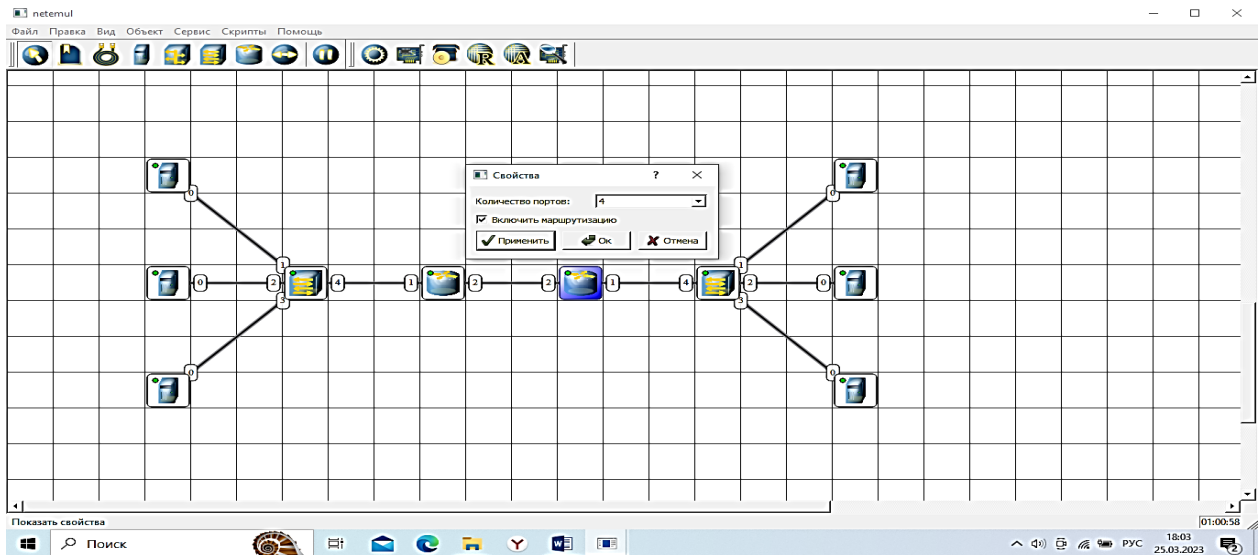 netemul
Файл Правка Вид Объект Сервис Скрипты Помощь
Свойства ?
Количество портов: 4
Включить маршрутизацию
Применить Ок Отмена
0 0
1 1
0 2 4 1 2 2 1 4 2 0
3 3
0 0
Показать свойства 01:00:58
Поиск РУС 18:03
25.03.2023 2